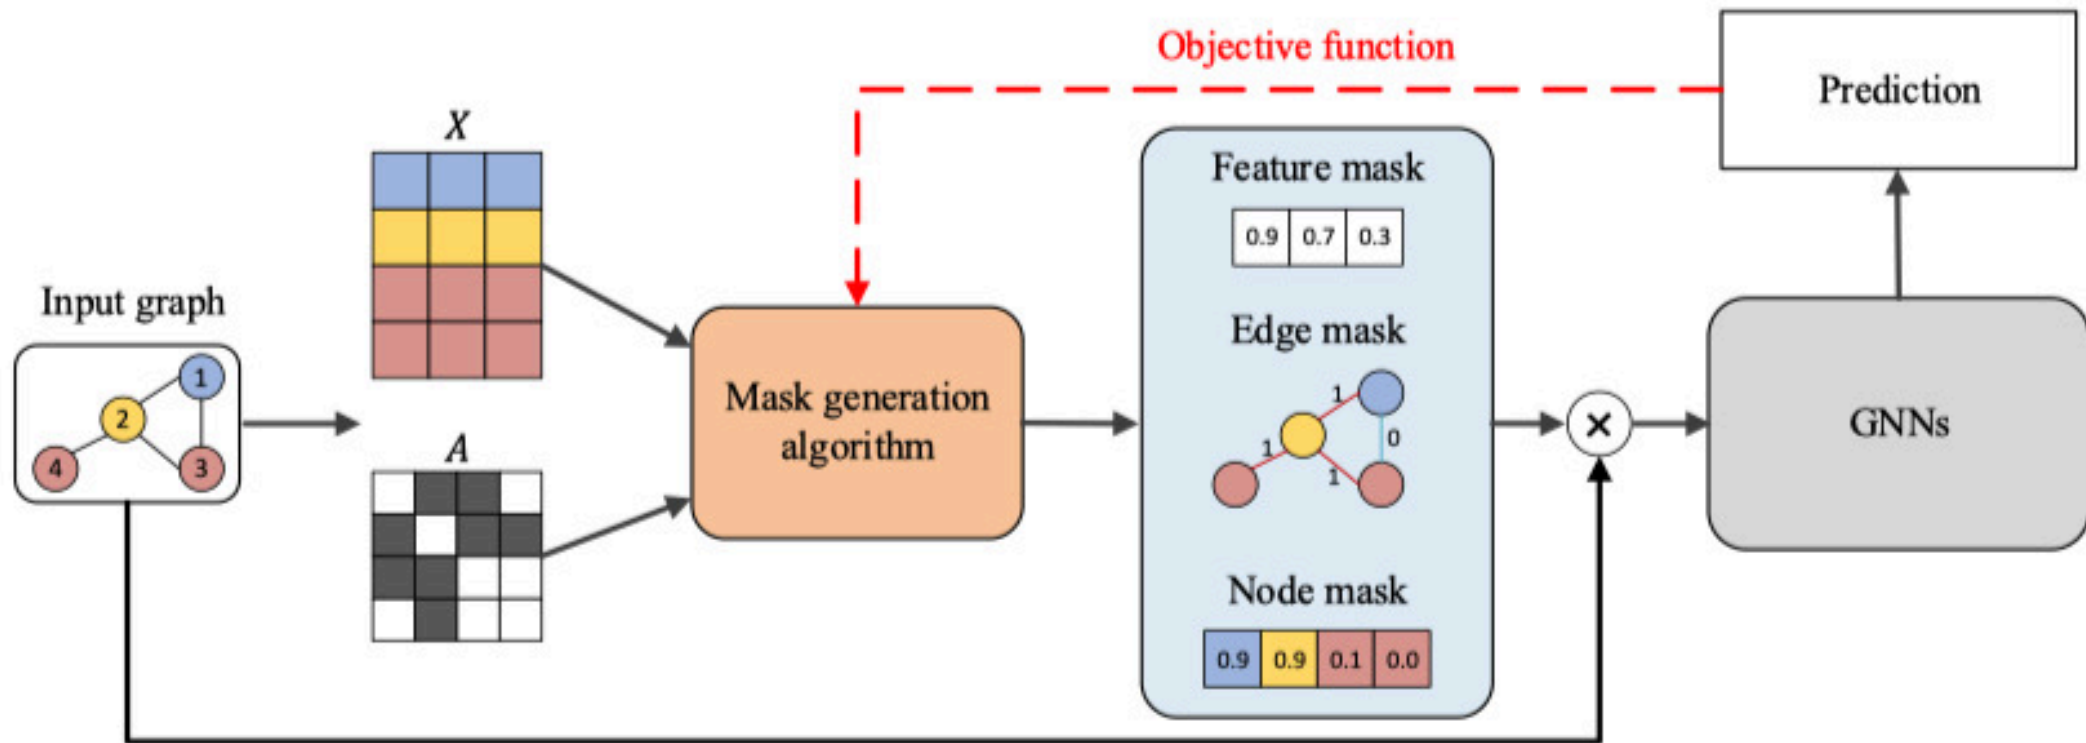 Input graph
1
2
4
3
X
A
Mask generation
algorithm
Objective function
Feature mask
0.9 0.7 0.3
Edge mask
1
0
1
1
Node mask
0.9 0.9 0.1 0.0
×
GNNs
Prediction